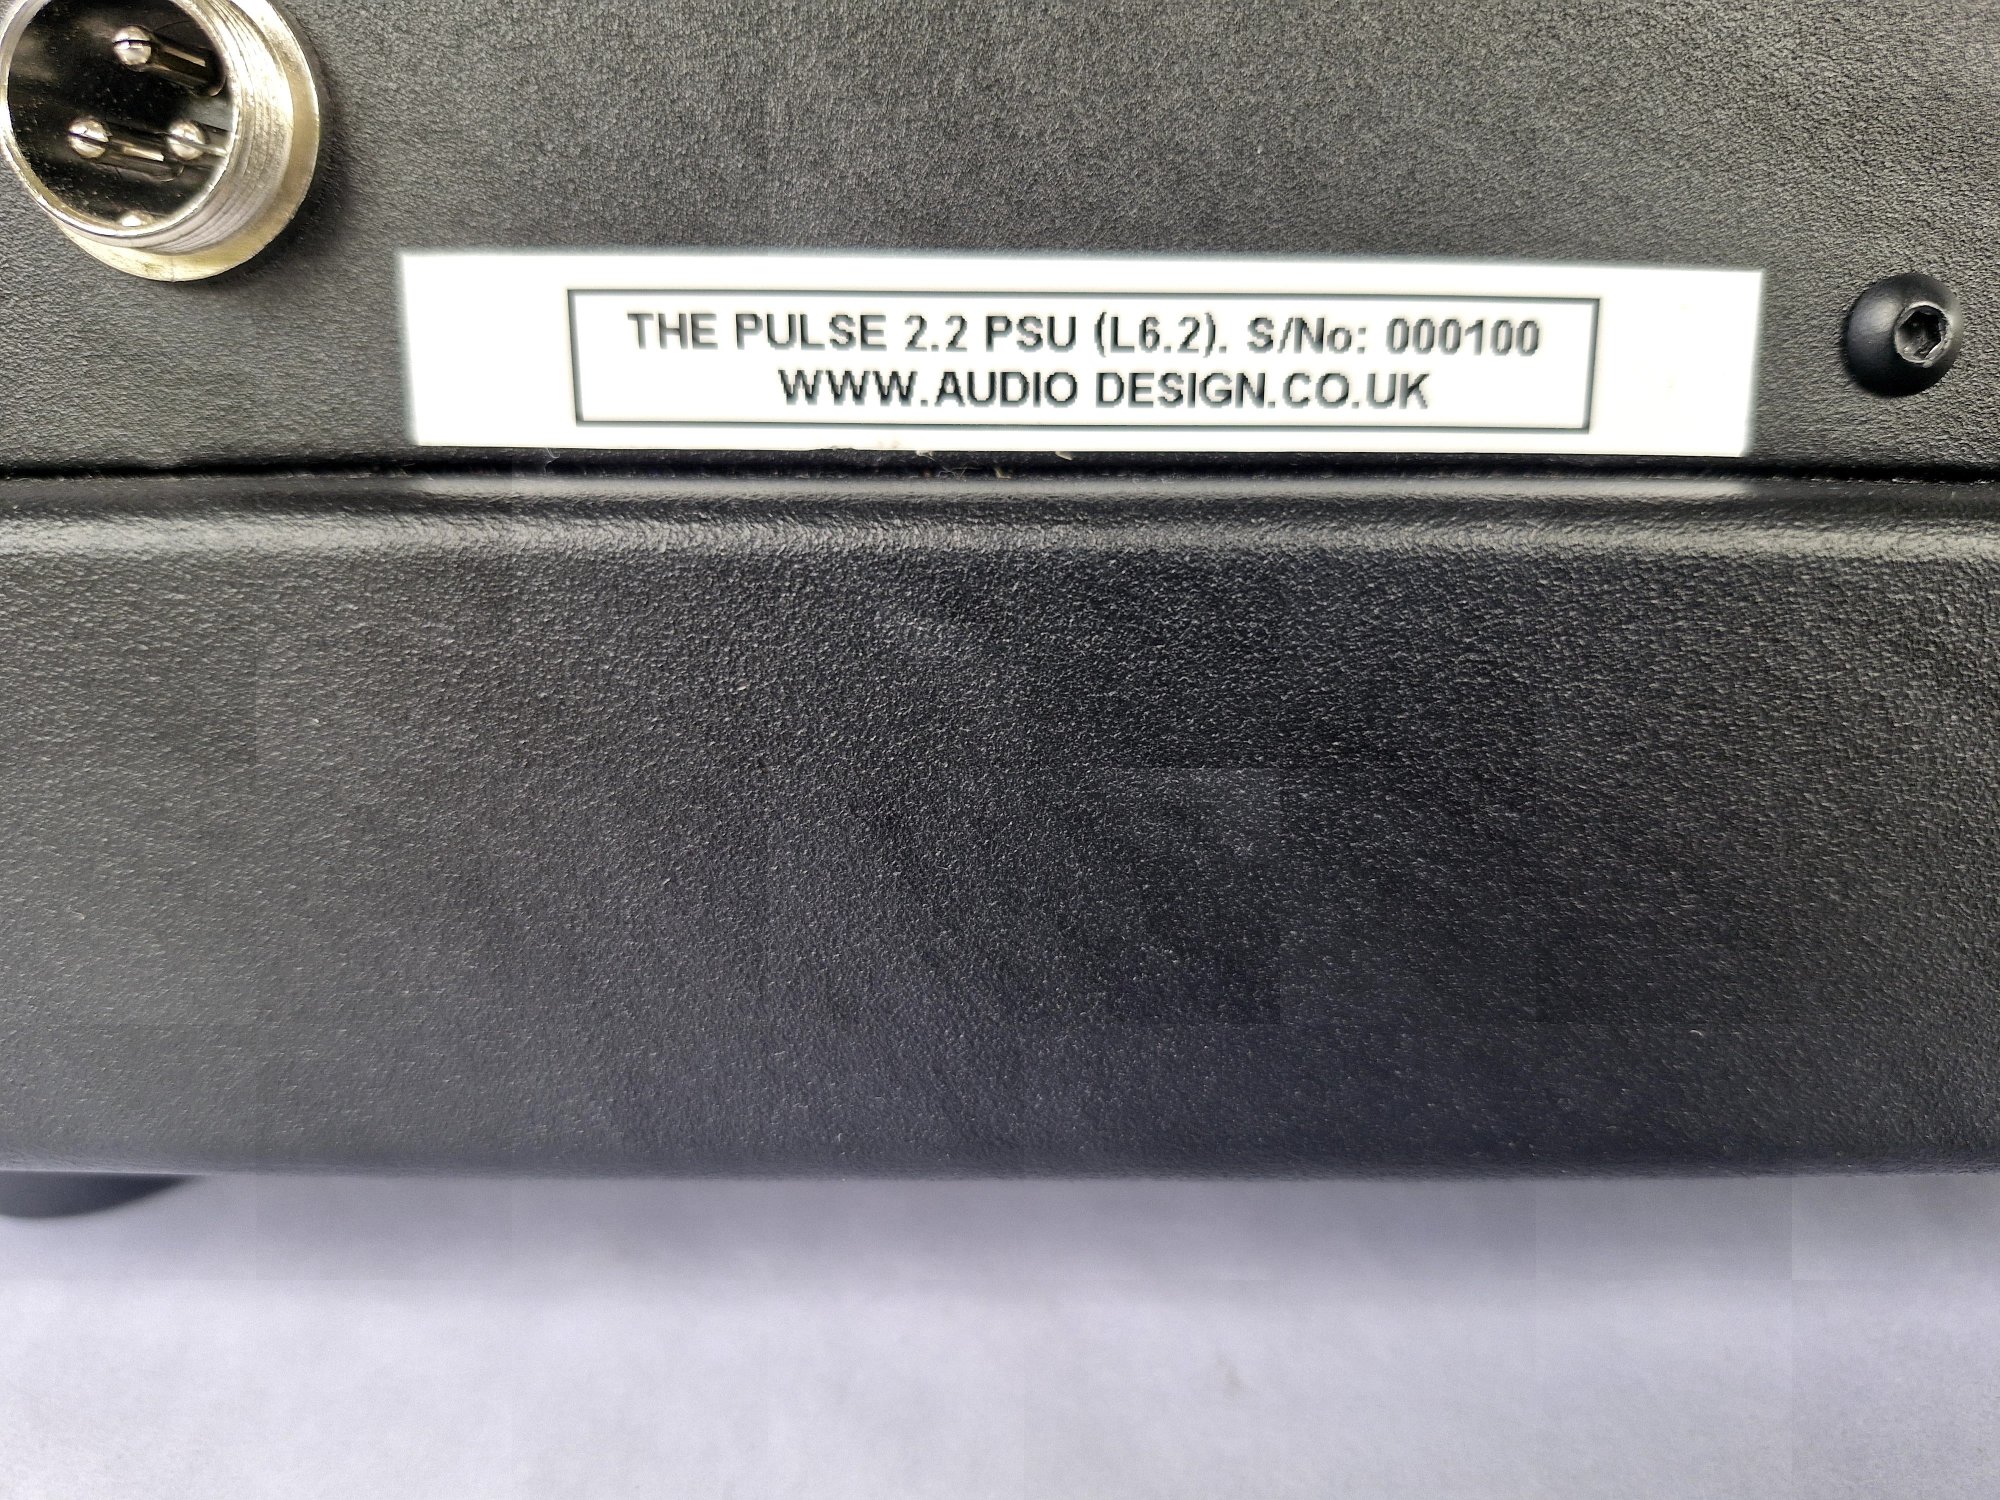 THE PULSE 2.2 PSU (L6.2). S/No: 000100
WWW.AUDIO DESIGN.CO.UK